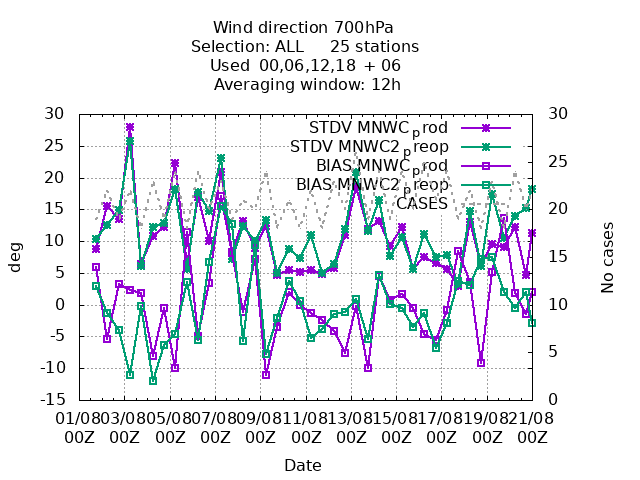 Wind direction 700hPa
Selection: ALL     25 stations
Used  00,06,12,18 + 06
Averaging window: 12h
30 30
25 25
20 20
15 15
10 10
5 5
0 0
-5
-10
-15
deg
No cases
STDV MNWC_prod
STDV MNWC2_preop
BIAS MNWC_prod
BIAS MNWC2_preop
CASES
01/08 03/08 05/08 07/08 09/08 11/08 13/08 15/08 17/08 19/08 21/08
00Z 00Z 00Z 00Z 00Z 00Z 00Z 00Z 00Z 00Z 00Z
Date